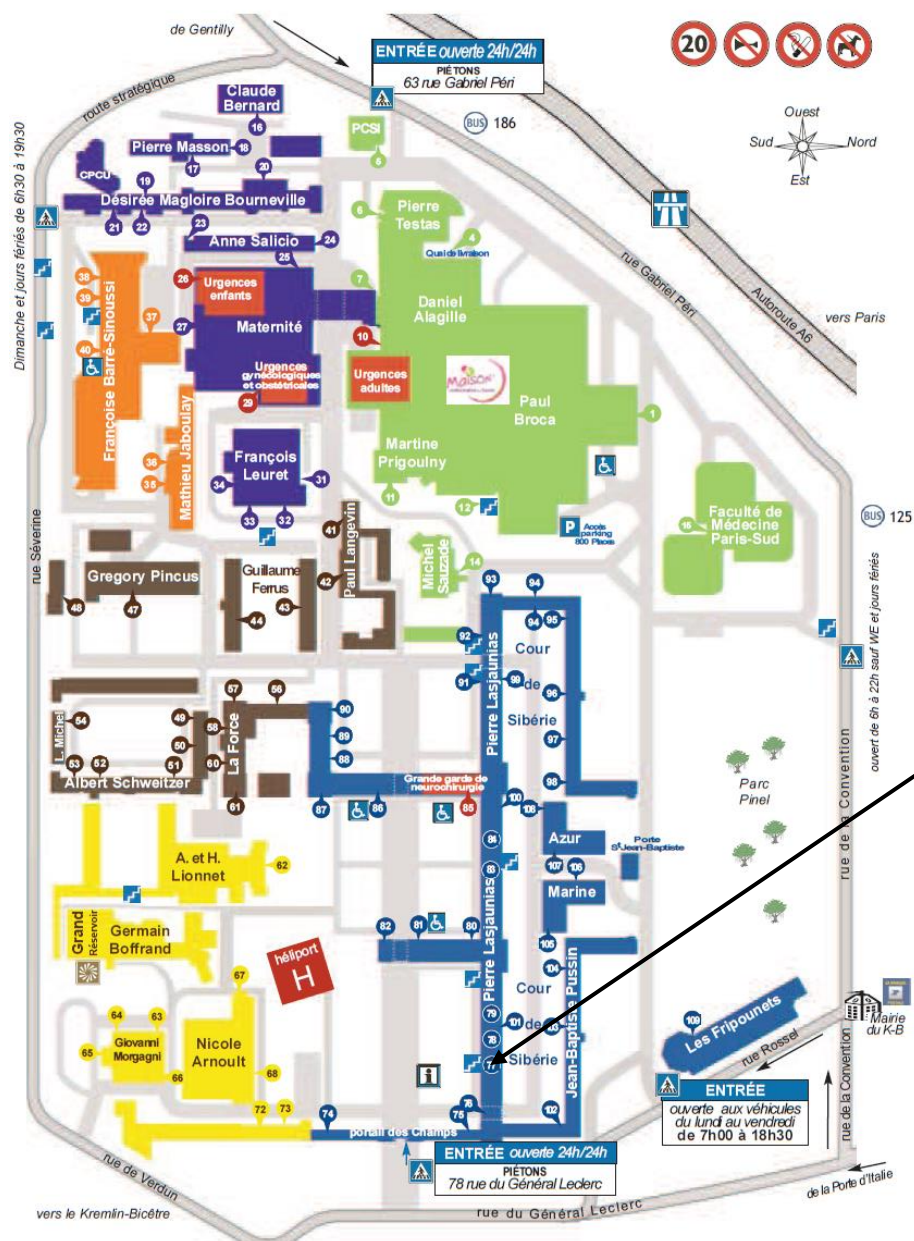 de Gentilly
ENTRÉE ouverte 24h/24h
PIÉTONS
63 rue Gabriel Péri
20
route stratégique
Claude
Bernard
16
PCSI
5
BUS 186
Ouest
Sud
Nord
Est
Pierre Masson
18
17
CPCU
19
20
Désirée Magloire Bourneville
21
22
Dimanche et jours fériés de 6h30 à 19h30
23
Anne Salicio
24
25
Pierre
Testas
6
4
Quai de livraison
rue Gabriel Péri
Autoroute A6
vers Paris
26
Urgences
enfants
7
Daniel
Alagille
38
39
37
27
Maternité
10
40
Françoise Barré-Sinoussi
Urgences
gynécologiques
et obstétricales
29
Urgences
adultes
Maison
Paul
Broca
1
Mathieu Jaboulay
36
35
François
Leuret
34
31
33
32
Martine
Prigoulny
11
12
P
Accès
parking
800 Places
Faculté de
Médecine
Paris-Sud
15
BUS 125
rue Séverine
41
Paul Langevin
42
Michel
Sauzade
14
Gregory Pincus
48
47
Guillaume
Ferrus
44
43
93
94
94
95
92
91
Pierre Lasjaunias
99
Cour
de
Sibérie
96
97
98
ouvert de 6h à 22h sauf WE et jours fériés
rue de la Convention
57
56
L. Michel
54
49
58
50
La Force
60
53
52
51
Albert Schweitzer
61
90
89
88
87
86
Grande garde de
neurochirurgie
85
100
108
Parc
Pinel
84
83
Azur
Porte
St Jean-Baptiste
107
106
Marine
105
A. et H.
Lionnet
62
Pierre Lasjaunias
82
81
80
Grand
Réservoir
Germain
Boffrand
héliport
H
67
104
Cour
de
Sibérie
79
101
103
78
77
Jean-Baptiste Pussin
109
Les Fripounets
Mairie
du K-B
rue Rossel
64
63
65
Giovanni
Morgagni
66
Nicole
Arnoult
68
i
ENTRÉE
ouverte aux véhicules
du lundi au vendredi
de 7h00 à 18h30
rue de la Convention
72
73
74
75
76
102
portail des Champs
ENTRÉE ouverte 24h/24h
PIÉTONS
78 rue du Général Leclerc
rue de Verdun
vers le Kremlin-Bicêtre
rue du Général Leclerc
de la Porte d'Italie